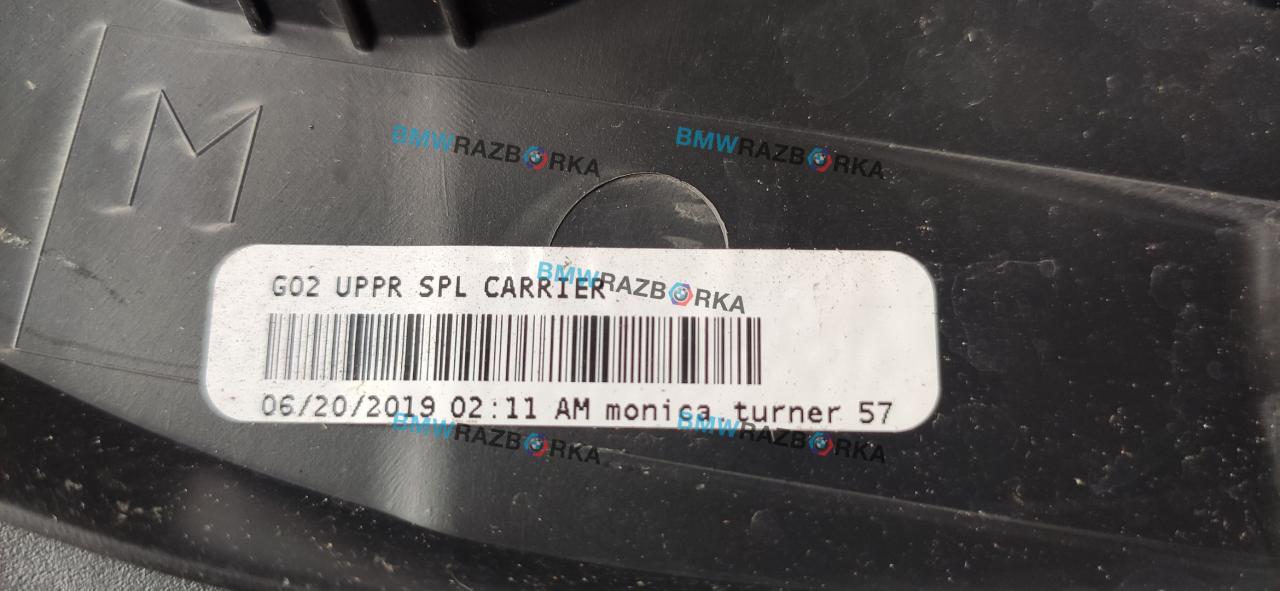 M
BMWRAZBORKA
BMWRAZBORKA
G02 UPPR SPL CARRIER
BMWRAZBORKA
06/20/2019 02:11 AM monica.turner 57
BMWRAZBORKA
BMWRAZBORKA